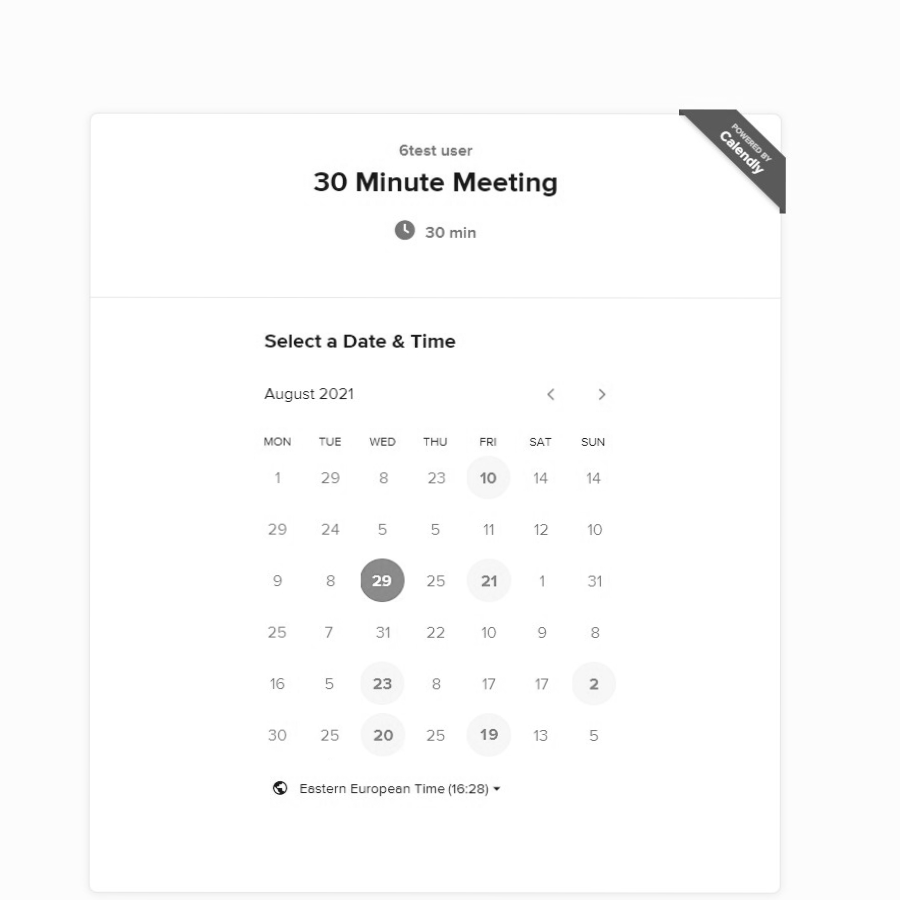 POWERED BY
Calendly
6test user
30 Minute Meeting
30 min
Select a Date & Time
August 2021
MON TUE WED THU FRI SAT SUN
1 29 8 23 10 14 14
29 24 5 5 11 12 10
9 8 29 25 21 1 31
25 7 31 22 10 9 8
16 5 23 8 17 17 2
30 25 20 25 19 13 5
Eastern European Time (16:28)